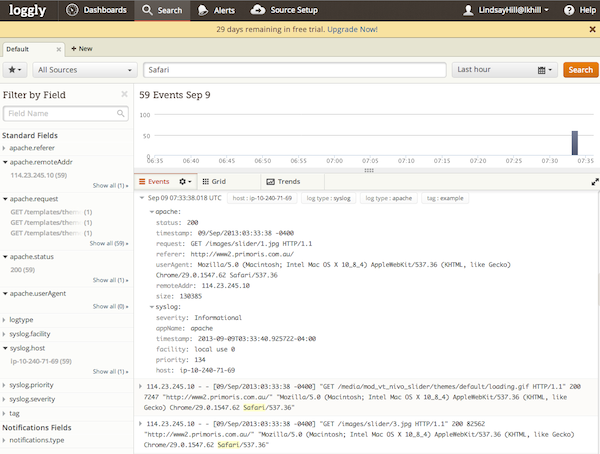 loggly
Dashboards
Search
Alerts
Source Setup
LindsayHill@lkhill
Help
29 days remaining in free trial. Upgrade Now!
Default
+ New
All Sources
Safari
Last hour
Search
Filter by Field
Field Name
Standard Fields
apache.referer
apache.remoteAddr
114.23.245.10 (59)
Show all (1) »
apache.request
GET /templates/them (1)
GET /templates/them (1)
GET /templates/them (1)
Show all (59) »
apache.status
200 (59)
Show all (1) »
apache.userAgent
Show all (0) »
logtype
syslog.facility
syslog.host
ip-10-240-71-69 (59)
Show all (1) »
syslog.priority
syslog.severity
tag
Notifications Fields
notifications.type
59 Events Sep 9
100
50
0
06:35 06:40 06:45 06:50 06:55 07:00 07:05 07:10 07:15 07:20 07:25 07:30 07:35
Events
Grid
Trends
Sep 09 07:33:38.018 UTC
host : ip-10-240-71-69
log type : syslog
log type : apache
tag : example
apache:
status: 200
timestamp: 09/Sep/2013:03:33:38 -0400
request: GET /images/slider/1.jpg HTTP/1.1
referer: http://www2.primoris.com.au/
userAgent: Mozilla/5.0 (Macintosh; Intel Mac OS X 10_8_4) AppleWebKit/537.36 (KHTML, like Gecko)
Chrome/29.0.1547.62 Safari/537.36
remoteAddr: 114.23.245.10
size: 130385
syslog:
severity: Informational
appName: apache
timestamp: 2013-09-09T03:33:40.925722-04:00
facility: local use 0
priority: 134
host: ip-10-240-71-69
114.23.245.10 - - [09/Sep/2013:03:33:38 -0400] "GET /media/mod_vt_nivo_slider/themes/default/loading.gif HTTP/1.1" 200
7247 "http://www2.primoris.com.au/" "Mozilla/5.0 (Macintosh; Intel Mac OS X 10_8_4) AppleWebKit/537.36 (KHTML, like
Gecko) Chrome/29.0.1547.62 Safari/537.36"
114.23.245.10 - - [09/Sep/2013:03:33:38 -0400] "GET /images/slider/3.jpg HTTP/1.1" 200 82562
"http://www2.primoris.com.au/" "Mozilla/5.0 (Macintosh; Intel Mac OS X 10_8_4) AppleWebKit/537.36 (KHTML, like
Gecko) Chrome/29.0.1547.62 Safari/537.36"